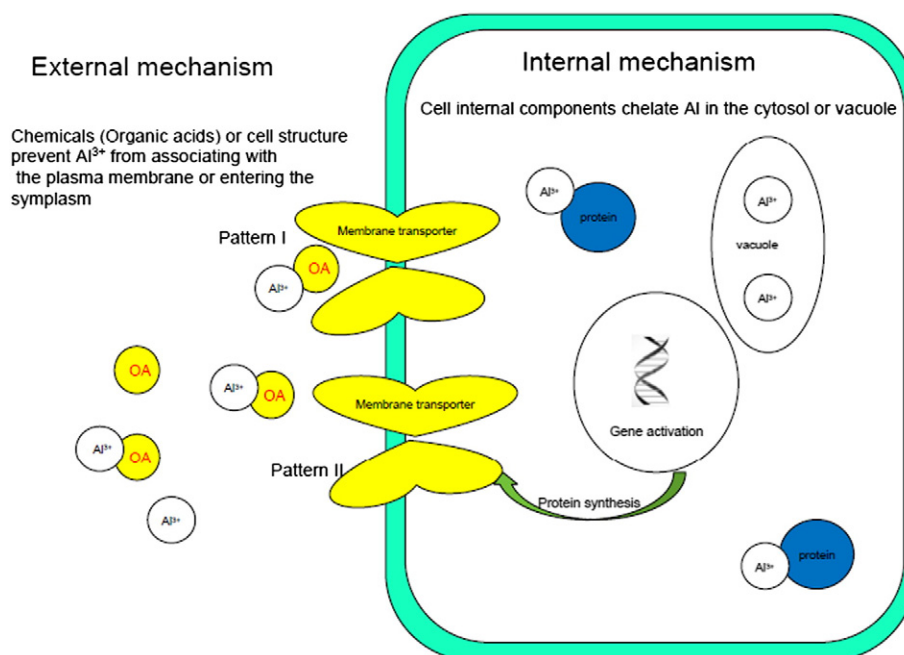 External mechanism
Chemicals (Organic acids) or cell structure
prevent Al³⁺ from associating with
the plasma membrane or entering the
symplasm
Pattern I
Membrane transporter
OA
Al³⁺
OA
Al³⁺
OA
Membrane transporter
Al³⁺
OA
Pattern II
Al³⁺
Internal mechanism
Cell internal components chelate Al in the cytosol or vacuole
Al³⁺
protein
Al³⁺
vacuole
Al³⁺
Gene activation
Protein synthesis
protein
Al³⁺